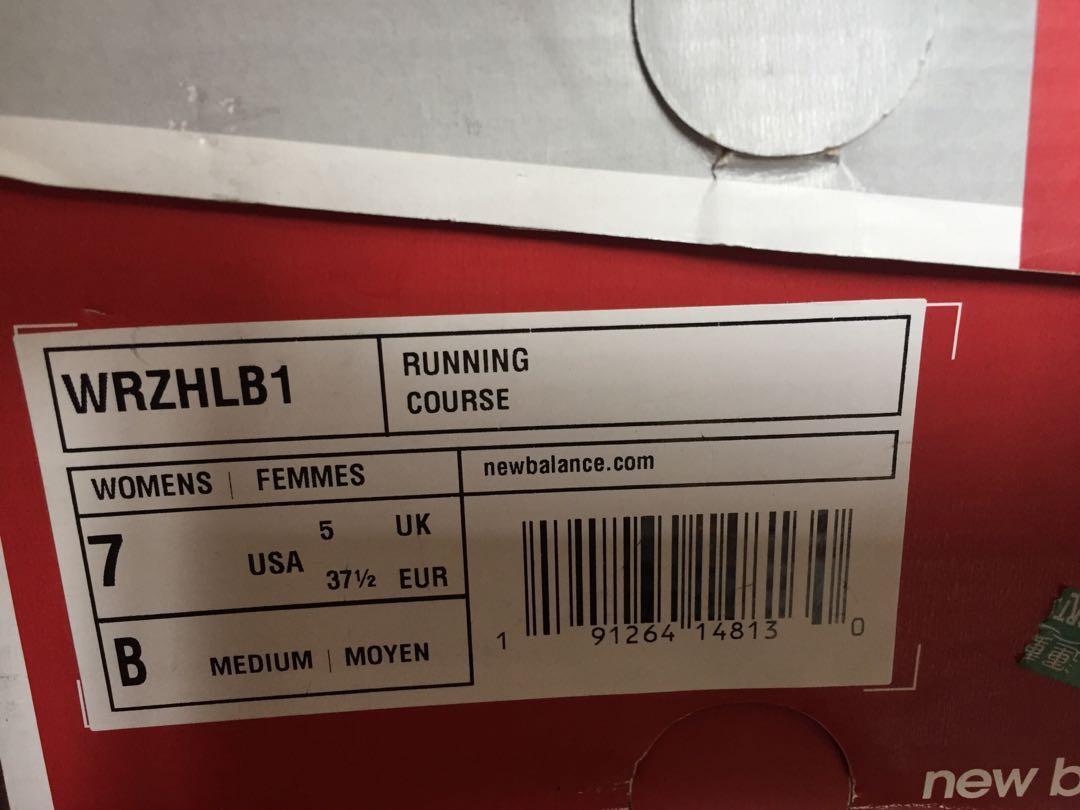 WRZHLB1
RUNNING
COURSE
WOMENS | FEMMES
newbalance.com
7 USA
5 UK
37½ EUR
B MEDIUM | MOYEN
1 91264 14813 0
new b